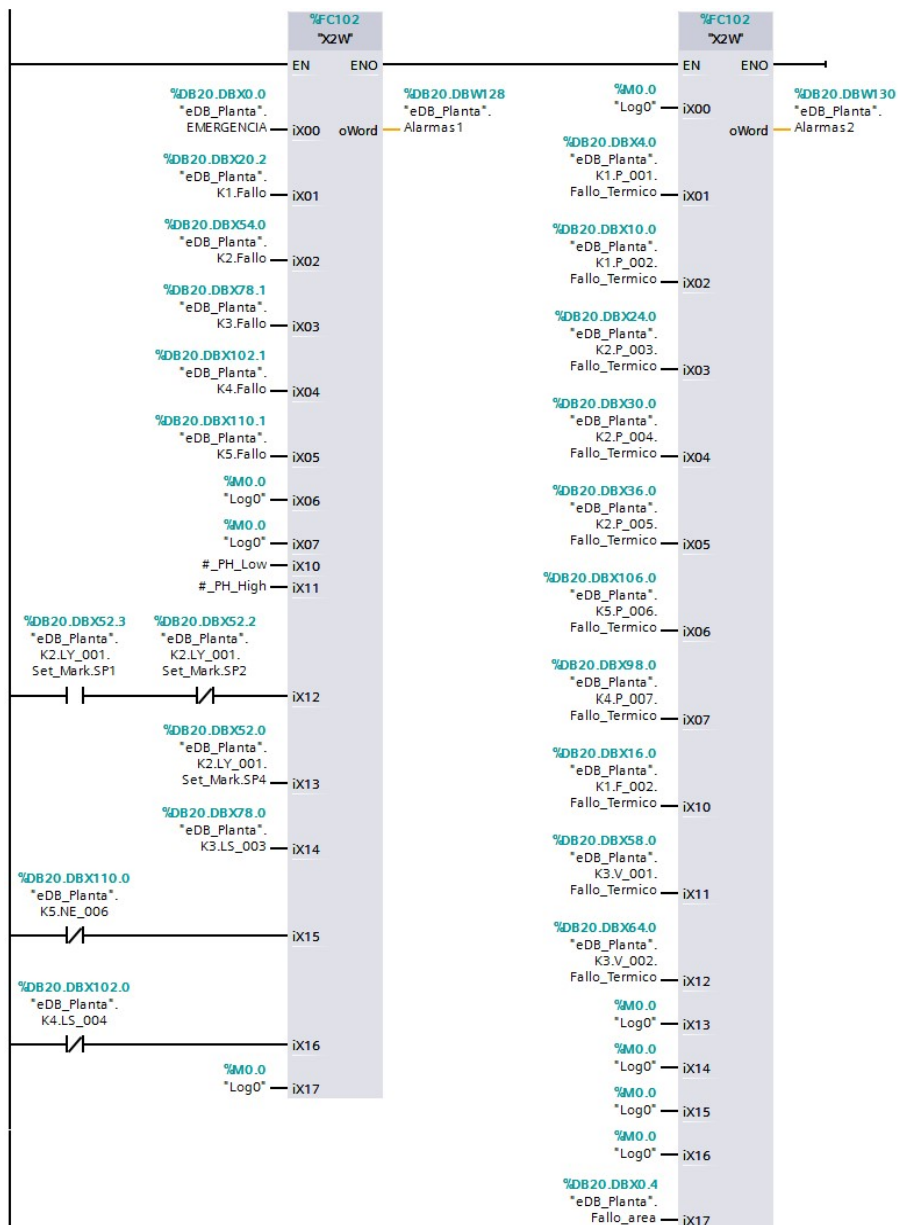 %FC102
"X2W"
EN ENO
%DB20.DBX0.0
"eDB_Planta".
EMERGENCIA
iX00
oWord
%DB20.DBW128
"eDB_Planta".
Alarmas1
%DB20.DBX20.2
"eDB_Planta".
K1.Fallo
iX01
%DB20.DBX54.0
"eDB_Planta".
K2.Fallo
iX02
%DB20.DBX78.1
"eDB_Planta".
K3.Fallo
iX03
%DB20.DBX102.1
"eDB_Planta".
K4.Fallo
iX04
%DB20.DBX110.1
"eDB_Planta".
K5.Fallo
iX05
%M0.0
"Log0"
iX06
%M0.0
"Log0"
iX07
#_PH_Low
iX10
#_PH_High
iX11
%DB20.DBX52.3
"eDB_Planta".
K2.LY_001.
Set_Mark.SP1
%DB20.DBX52.2
"eDB_Planta".
K2.LY_001.
Set_Mark.SP2
iX12
%DB20.DBX52.0
"eDB_Planta".
K2.LY_001.
Set_Mark.SP4
iX13
%DB20.DBX78.0
"eDB_Planta".
K3.LS_003
iX14
%DB20.DBX110.0
"eDB_Planta".
K5.NE_006
iX15
%DB20.DBX102.0
"eDB_Planta".
K4.LS_004
iX16
%M0.0
"Log0"
iX17
%FC102
"X2W"
EN ENO
%M0.0
"Log0"
iX00
oWord
%DB20.DBW130
"eDB_Planta".
Alarmas2
%DB20.DBX4.0
"eDB_Planta".
K1.P_001.
Fallo_Termico
iX01
%DB20.DBX10.0
"eDB_Planta".
K1.P_002.
Fallo_Termico
iX02
%DB20.DBX24.0
"eDB_Planta".
K2.P_003.
Fallo_Termico
iX03
%DB20.DBX30.0
"eDB_Planta".
K2.P_004.
Fallo_Termico
iX04
%DB20.DBX36.0
"eDB_Planta".
K2.P_005.
Fallo_Termico
iX05
%DB20.DBX106.0
"eDB_Planta".
K5.P_006.
Fallo_Termico
iX06
%DB20.DBX98.0
"eDB_Planta".
K4.P_007.
Fallo_Termico
iX07
%DB20.DBX16.0
"eDB_Planta".
K1.F_002.
Fallo_Termico
iX10
%DB20.DBX58.0
"eDB_Planta".
K3.V_001.
Fallo_Termico
iX11
%DB20.DBX64.0
"eDB_Planta".
K3.V_002.
Fallo_Termico
iX12
%M0.0
"Log0"
iX13
%M0.0
"Log0"
iX14
%M0.0
"Log0"
iX15
%M0.0
"Log0"
iX16
%DB20.DBX0.4
"eDB_Planta".
Fallo_area
iX17